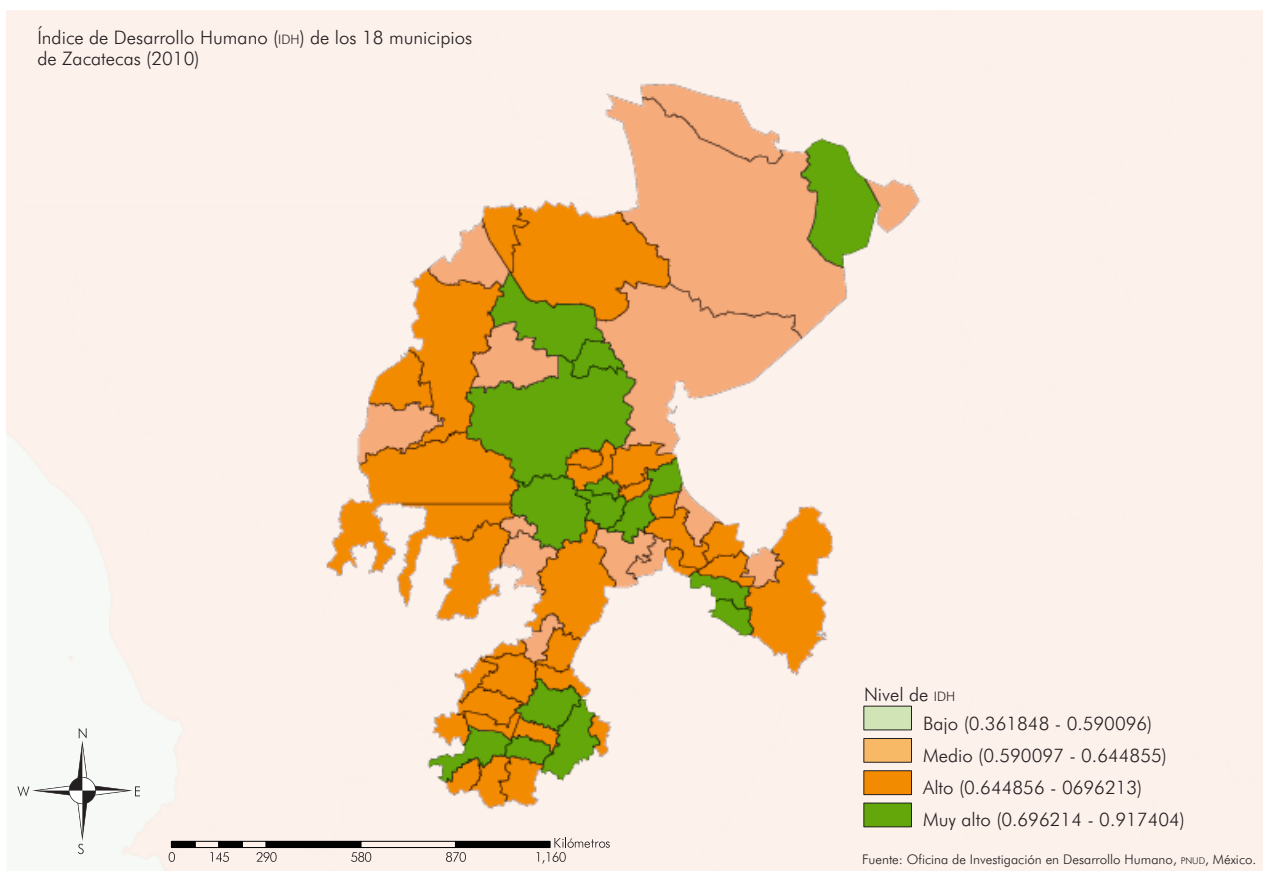 Índice de Desarrollo Humano (IDH) de los 18 municipios
de Zacatecas (2010)
Nivel de IDH
Bajo (0.361848 - 0.590096)
Medio (0.590097 - 0.644855)
Alto (0.644856 - 0696213)
Muy alto (0.696214 - 0.917404)
N
W E
S
Kilómetros
0 145 290 580 870 1,160
Fuente: Oficina de Investigación en Desarrollo Humano, PNUD, México.